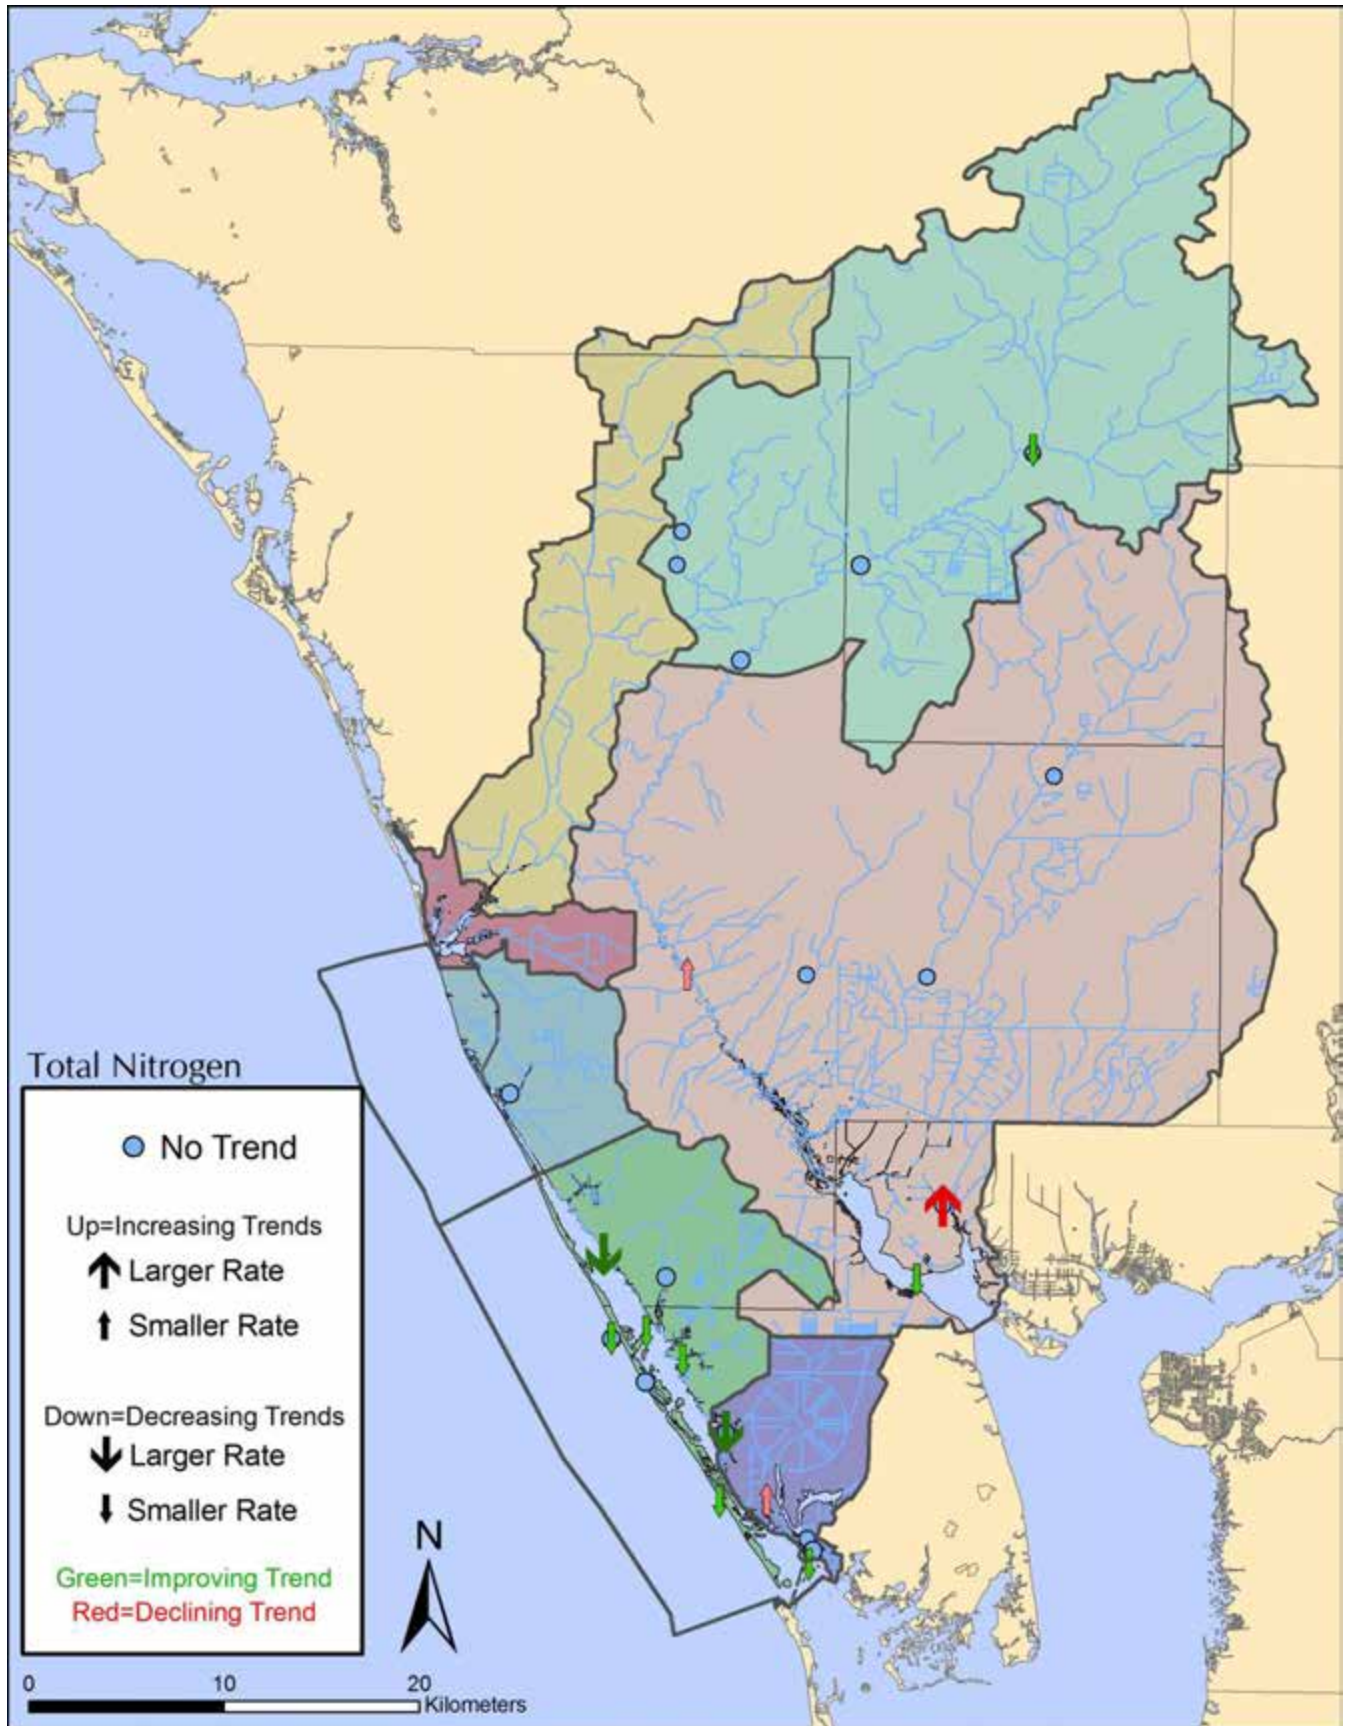 Total Nitrogen
No Trend
Up=Increasing Trends
Larger Rate
Smaller Rate
Down=Decreasing Trends
Larger Rate
Smaller Rate
Green=Improving Trend
Red=Declining Trend
N
0 10 20
Kilometers